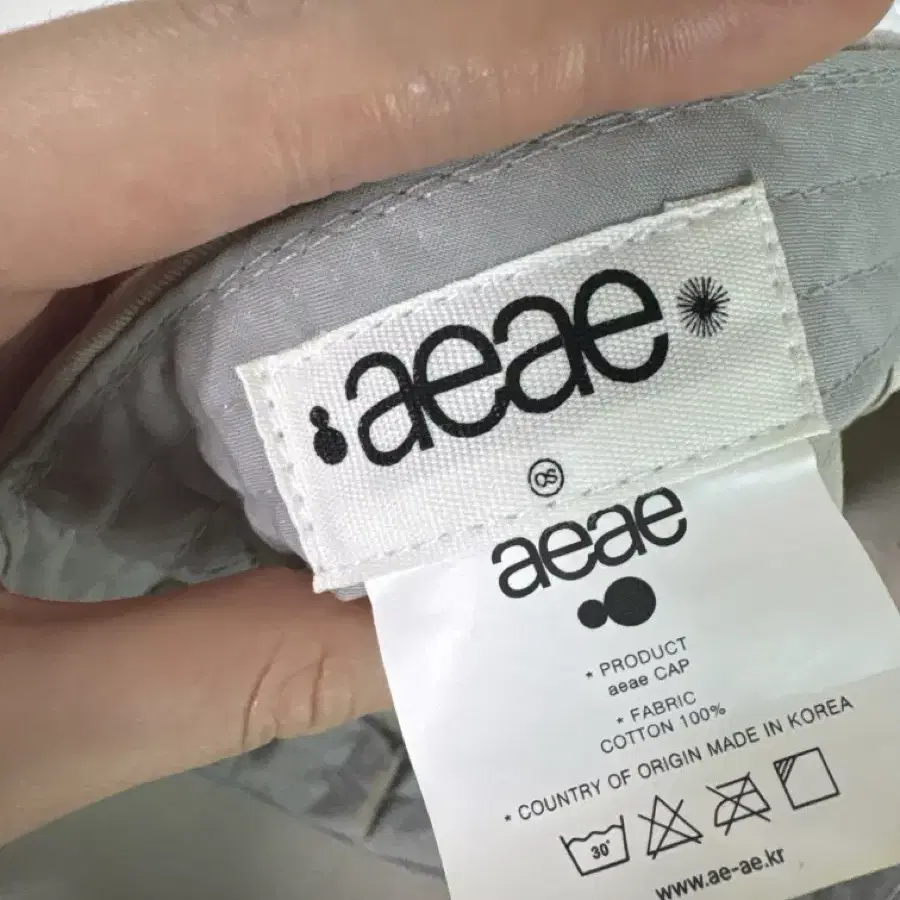 aeae
OS
aeae
* PRODUCT
aeae CAP
* FABRIC
COTTON 100%
* COUNTRY OF ORIGIN MADE IN KOREA
30°
www.ae-ae.kr